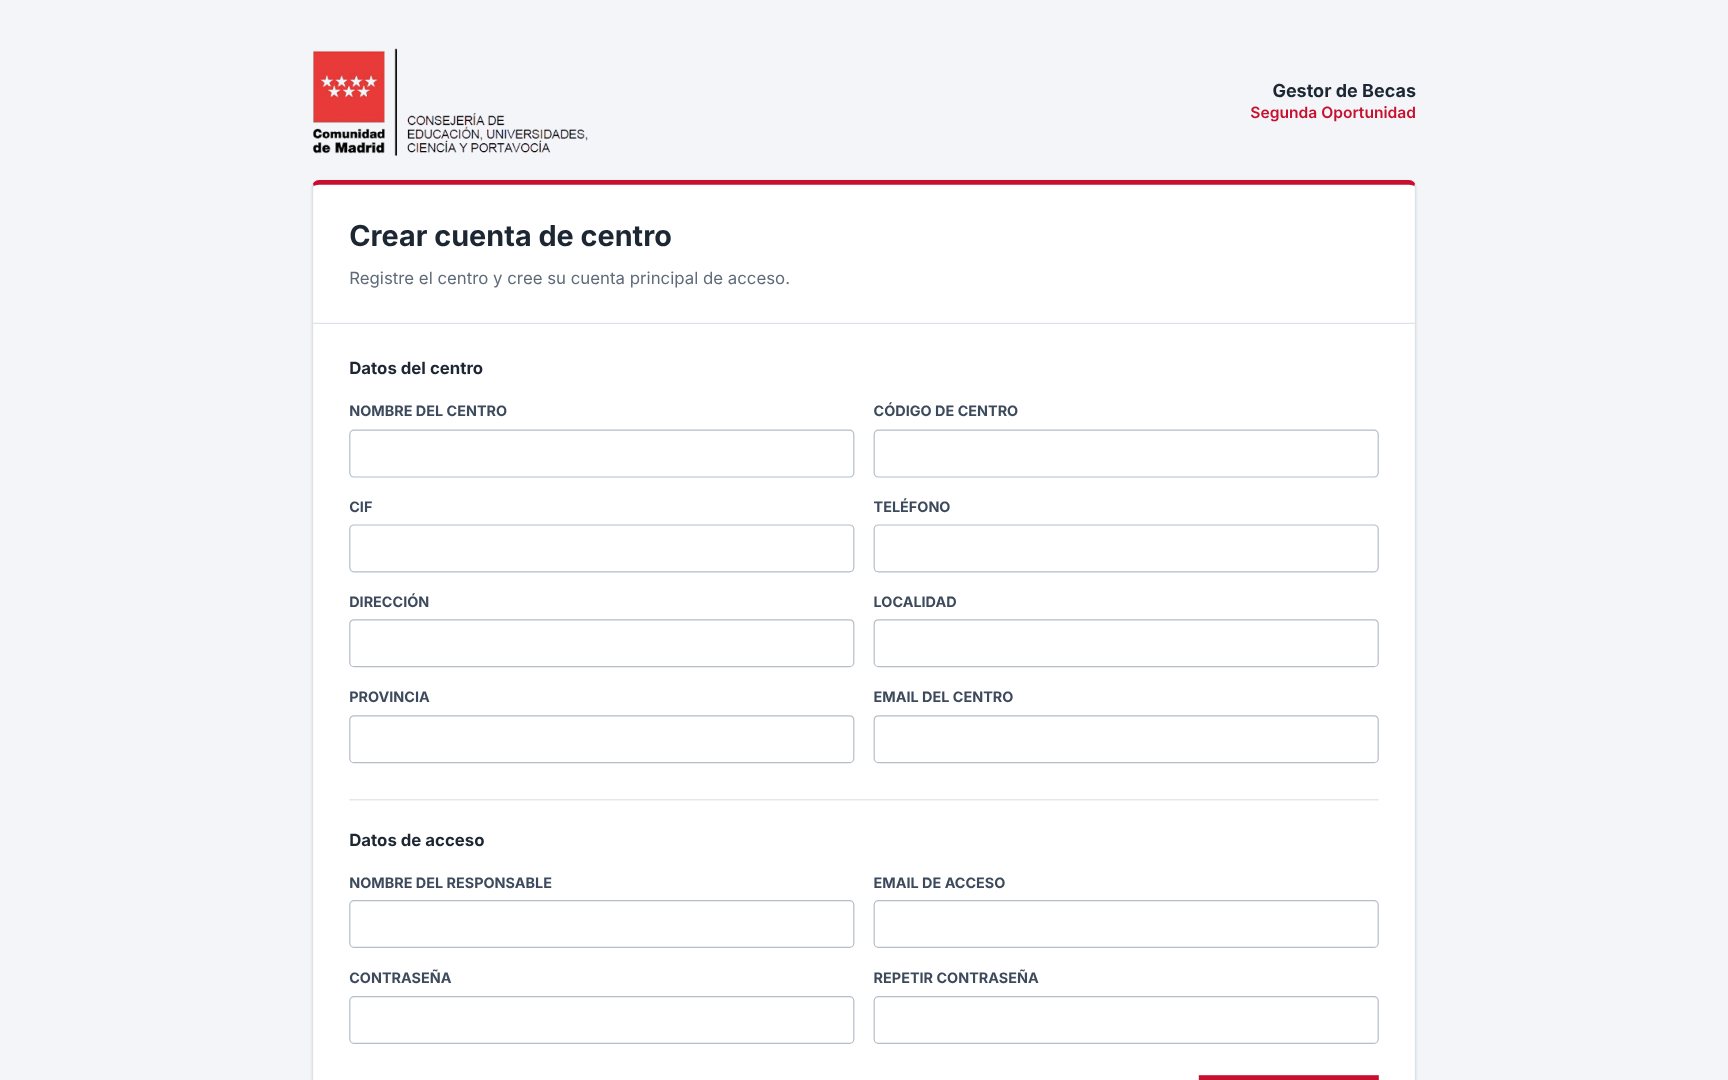 Comunidad
de Madrid
CONSEJERÍA DE
EDUCACIÓN, UNIVERSIDADES,
CIENCIA Y PORTAVOCÍA
Gestor de Becas
Segunda Oportunidad
Crear cuenta de centro
Registre el centro y cree su cuenta principal de acceso.
Datos del centro
NOMBRE DEL CENTRO
CÓDIGO DE CENTRO
CIF
TELÉFONO
DIRECCIÓN
LOCALIDAD
PROVINCIA
EMAIL DEL CENTRO
Datos de acceso
NOMBRE DEL RESPONSABLE
EMAIL DE ACCESO
CONTRASEÑA
REPETIR CONTRASEÑA